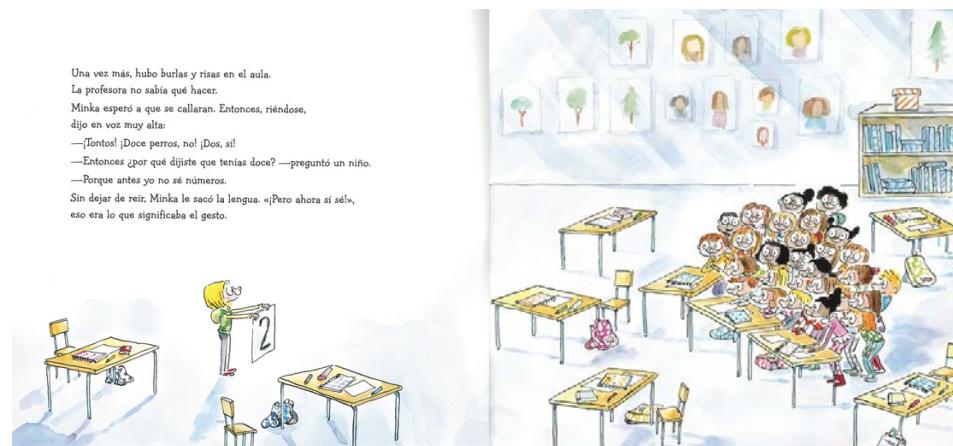 Una vez más, hubo burlas y risas en el aula.
La profesora no sabía qué hacer.
Minka esperó a que se callaran. Entonces, riéndose,
dijo en voz muy alta:
—¡Tontos! ¡Doce perros, no! ¡Dos, sí!
—Entonces ¿por qué dijiste que tenías doce? —preguntó un niño.
—Porque antes yo no sé números.
Sin dejar de reír, Minka le sacó la lengua. «¡Pero ahora sí sé!»,
eso era lo que significaba el gesto.
2